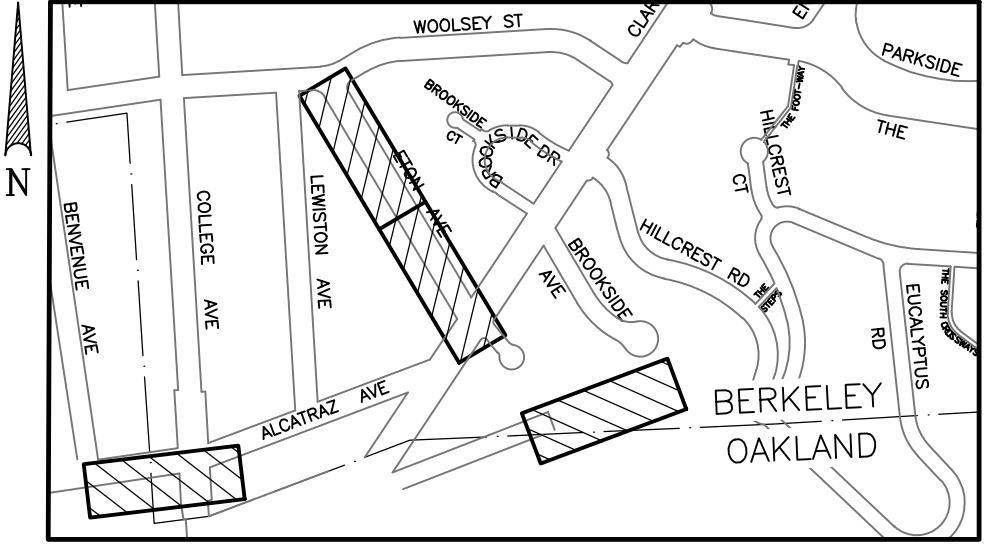 WOOLSEY ST
CLAR
PARKSIDE
THE
THE FOOT-WAY
HILLCREST
CT
BROOKSIDE
CT
BROOKSIDE DR
ETON AVE
LEWISTON AVE
COLLEGE AVE
BENVENUE AVE
N
HILLCREST RD
THE
STEPS
BROOKSIDE
AVE
EUCALYPTUS
RD
THE SOUTH CROSSWAYS
ALCATRAZ AVE
BERKELEY
OAKLAND